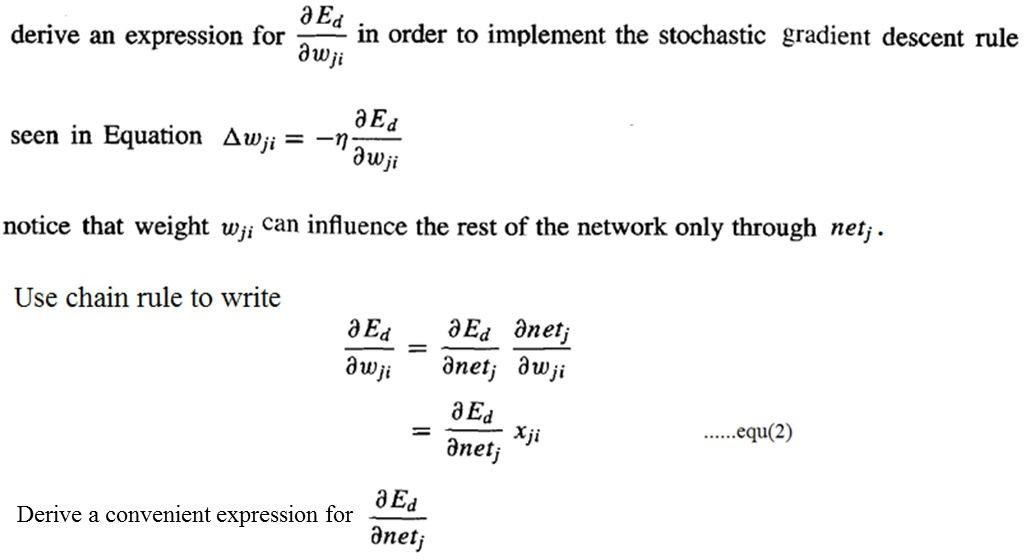 derive an expression for ∂E_d/∂w_ji in order to implement the stochastic gradient descent rule
seen in Equation Δw_ji = −η ∂E_d/∂w_ji
notice that weight w_ji can influence the rest of the network only through net_j.
Use chain rule to write
∂E_d/∂w_ji = ∂E_d/∂net_j ∂net_j/∂w_ji
= ∂E_d/∂net_j x_ji ......equ(2)
Derive a convenient expression for ∂E_d/∂net_j